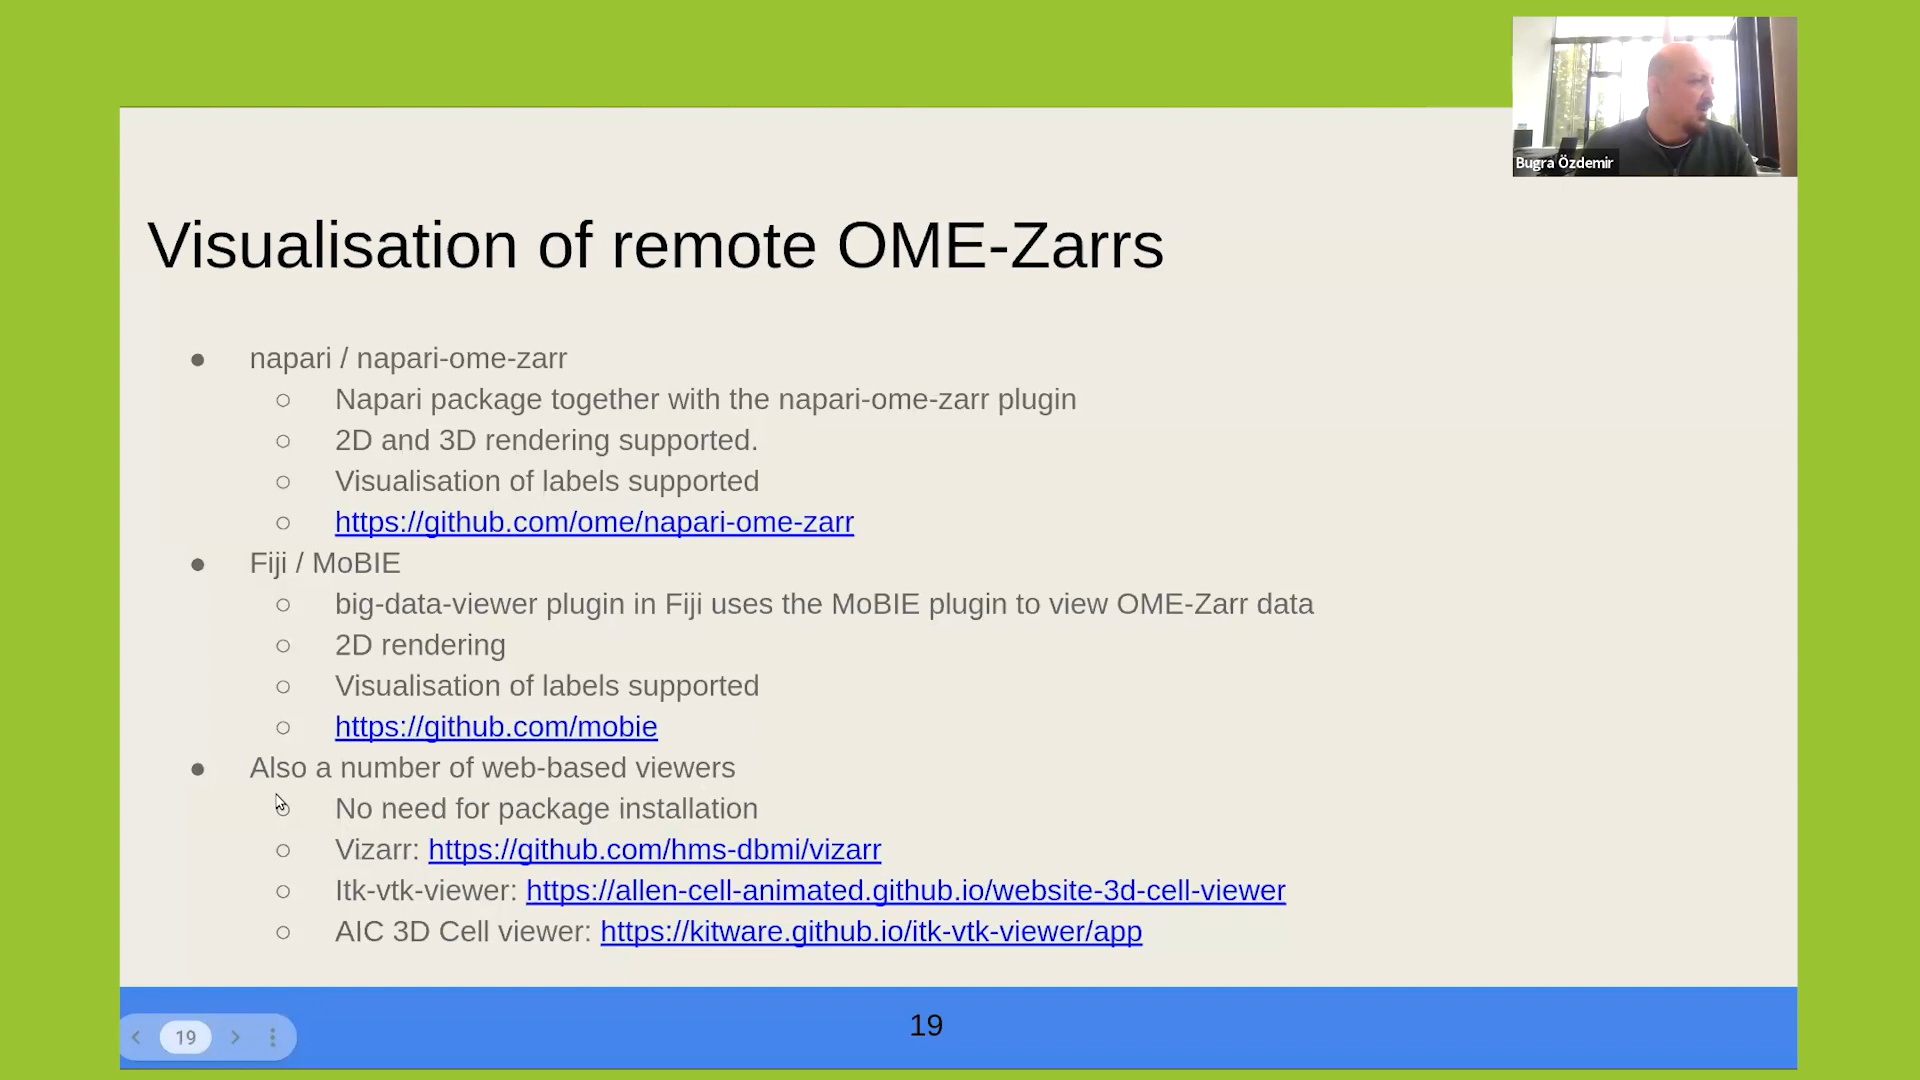 Bugra Özdemir
Visualisation of remote OME-Zarrs
● napari / napari-ome-zarr
○ Napari package together with the napari-ome-zarr plugin
○ 2D and 3D rendering supported.
○ Visualisation of labels supported
○ https://github.com/ome/napari-ome-zarr
● Fiji / MoBIE
○ big-data-viewer plugin in Fiji uses the MoBIE plugin to view OME-Zarr data
○ 2D rendering
○ Visualisation of labels supported
○ https://github.com/mobie
● Also a number of web-based viewers
○ No need for package installation
○ Vizarr: https://github.com/hms-dbmi/vizarr
○ Itk-vtk-viewer: https://allen-cell-animated.github.io/website-3d-cell-viewer
○ AIC 3D Cell viewer: https://kitware.github.io/itk-vtk-viewer/app
19
19